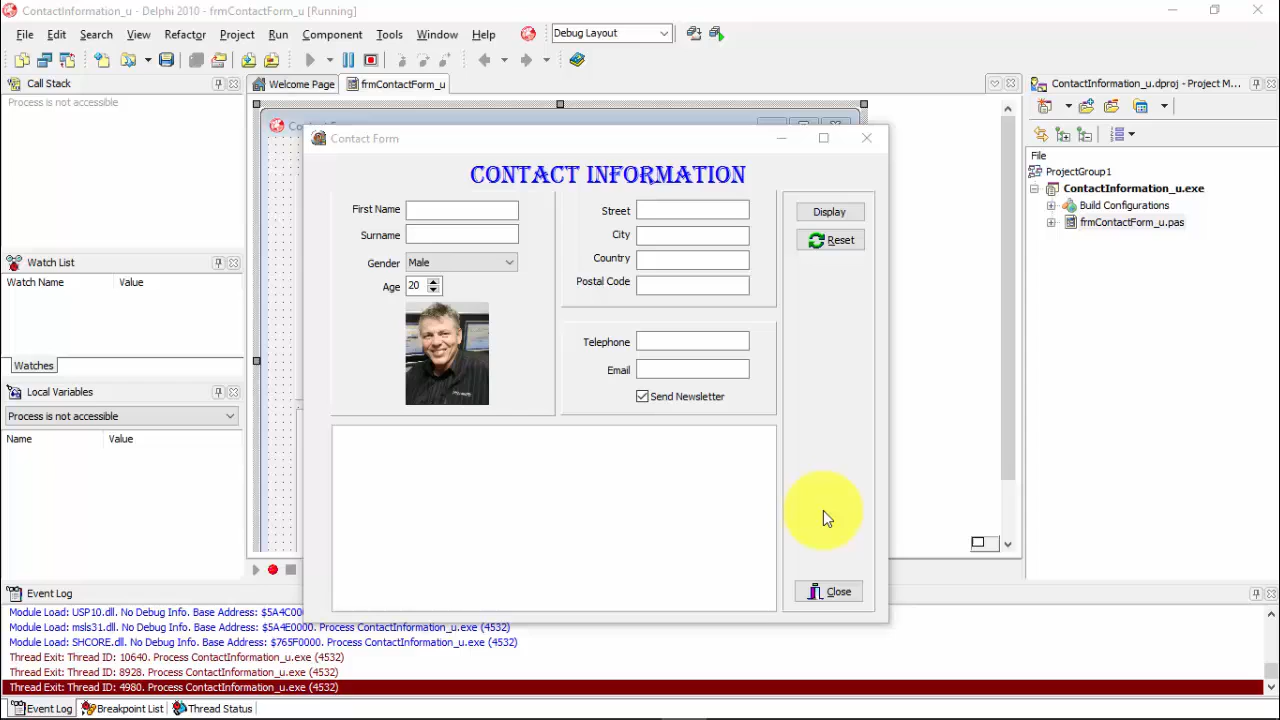 ContactInformation_u - Delphi 2010 - frmContactForm_u [Running]
File Edit Search View Refactor Project Run Component Tools Window Help
Debug Layout
Call Stack
Process is not accessible
Welcome Page
frmContactForm_u
ContactInformation_u.dproj - Project M...
File
ProjectGroup1
ContactInformation_u.exe
Build Configurations
frmContactForm_u.pas
Contact Form
CONTACT INFORMATION
First Name
Surname
Gender
Male
Age
20
Street
City
Country
Postal Code
Telephone
Email
Send Newsletter
Display
Reset
Close
Watch List
Watch Name Value
Watches
Local Variables
Process is not accessible
Name Value
Event Log
Module Load: USP10.dll. No Debug Info. Base Address: $5A4C00
Module Load: msls31.dll. No Debug Info. Base Address: $5A4E0000. Process ContactInformation_u.exe (4532)
Module Load: SHCORE.dll. No Debug Info. Base Address: $765F0000. Process ContactInformation_u.exe (4532)
Thread Exit: Thread ID: 10640. Process ContactInformation_u.exe (4532)
Thread Exit: Thread ID: 8928. Process ContactInformation_u.exe (4532)
Thread Exit: Thread ID: 4980. Process ContactInformation_u.exe (4532)
Event Log
Breakpoint List
Thread Status